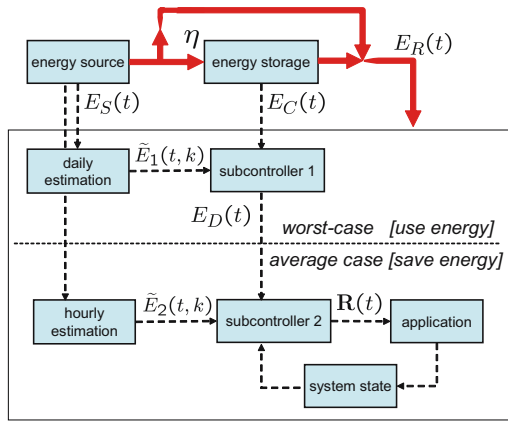 η
E_R(t)
energy source
energy storage
E_S(t)
E_C(t)
daily estimation
Ẽ_1(t, k)
subcontroller 1
E_D(t)
worst-case [use energy]
average case [save energy]
hourly estimation
Ẽ_2(t, k)
subcontroller 2
R(t)
application
system state